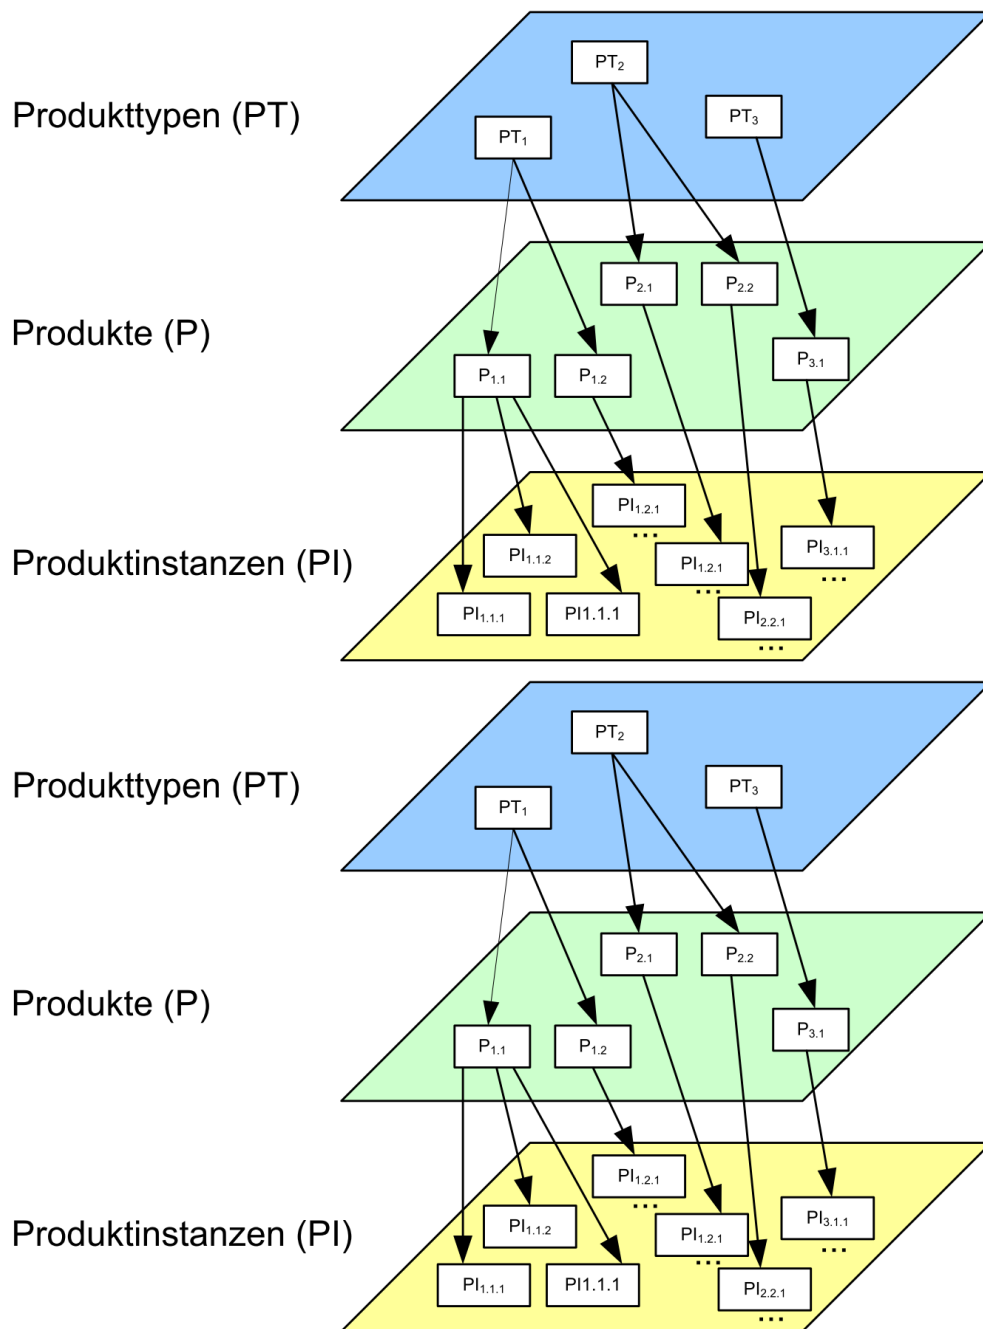 PT2
Produkttypen (PT)
PT3
PT1
P2.1
P2.2
Produkte (P)
P3.1
P1.1
P1.2
PI1.2.1
...
PI3.1.1
...
PI1.1.2
Produktinstanzen (PI)
PI1.2.1
...
PI1.1.1
PI1.1.1
PI2.2.1
...
PT2
Produkttypen (PT)
PT3
PT1
P2.1
P2.2
Produkte (P)
P3.1
P1.1
P1.2
PI1.2.1
...
PI3.1.1
...
PI1.1.2
Produktinstanzen (PI)
PI1.2.1
...
PI1.1.1
PI1.1.1
PI2.2.1
...